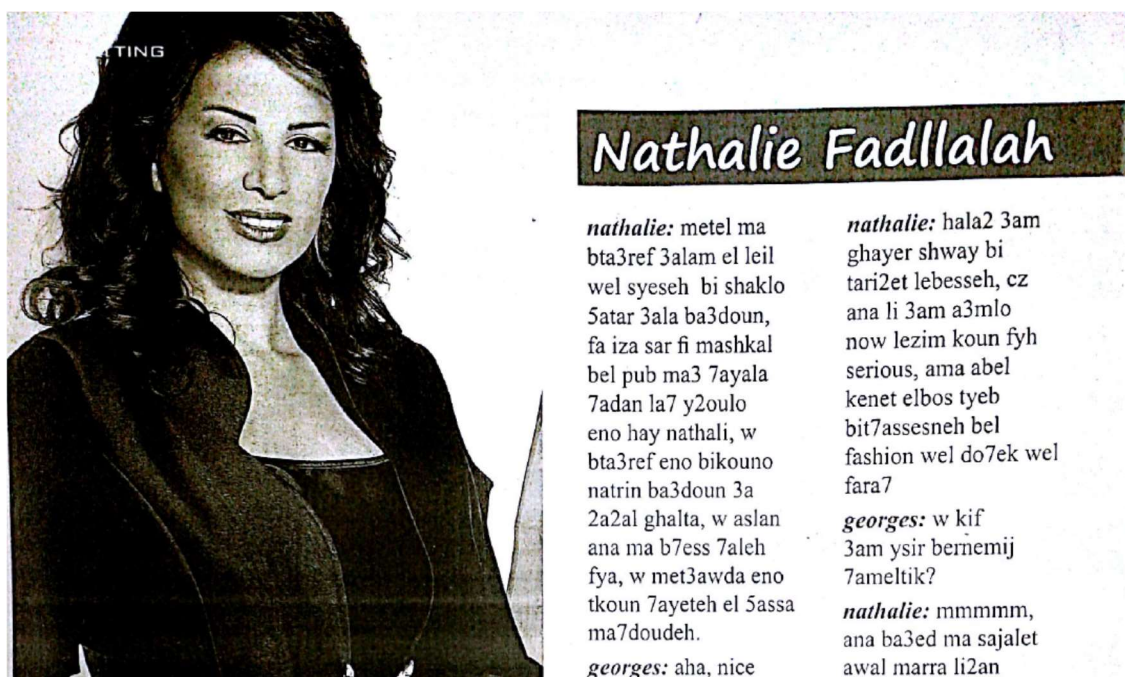 TING
Nathalie Fadllalah
nathalie: metel ma
bta3ref 3alam el leil
wel syeseh bi shaklo
5atar 3ala ba3doun,
fa iza sar fi mashkal
bel pub ma3 7ayala
7adan la7 y2oulo
eno hay nathali, w
bta3ref eno bikouno
natrin ba3doun 3a
2a2al ghalta, w aslan
ana ma b7ess 7aleh
fya, w met3awda eno
tkoun 7ayeteh el 5assa
ma7doudeh.
georges: aha, nice
nathalie: hala2 3am
ghayer shway bi
tari2et lebesseh, cz
ana li 3am a3mlo
now lezim koun fyh
serious, ama abel
kenet elbos tyeb
bit7assesneh bel
fashion wel do7ek wel
fara7
georges: w kif
3am ysir bernemij
7ameltik?
nathalie: mmmmm,
ana ba3ed ma sajalet
awal marra li2an